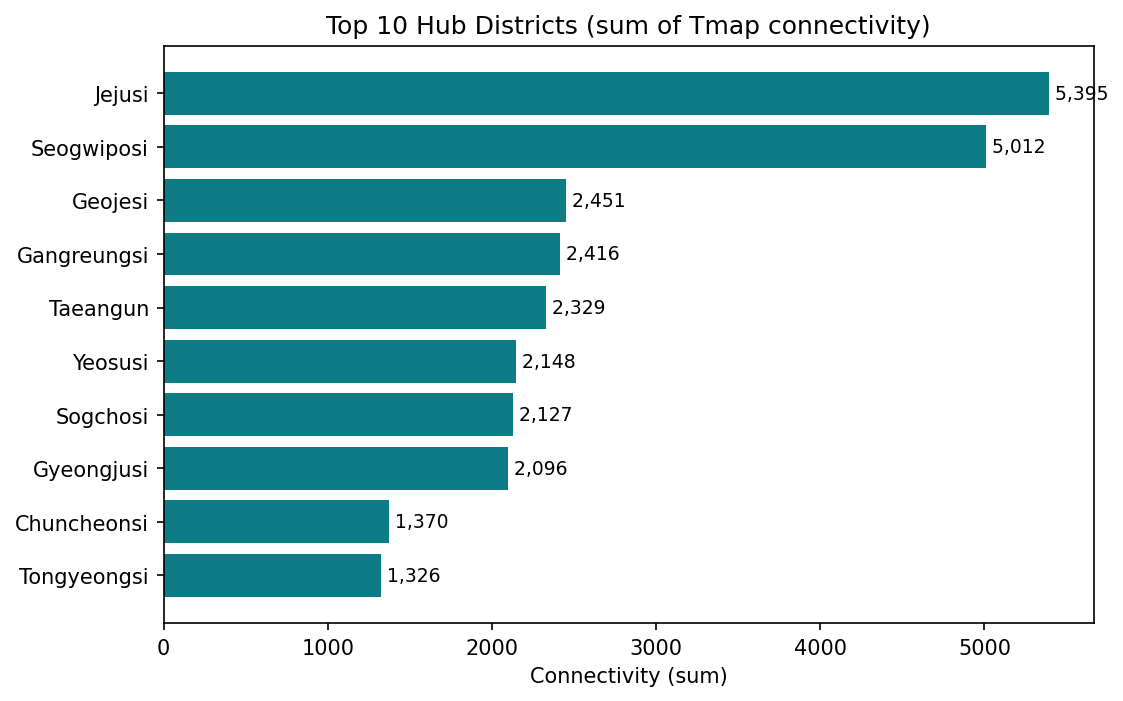 Top 10 Hub Districts (sum of Tmap connectivity)
Jejusi 5,395
Seogwiposi 5,012
Geojesi 2,451
Gangreungsi 2,416
Taeangun 2,329
Yeosusi 2,148
Sogchosi 2,127
Gyeongjusi 2,096
Chuncheonsi 1,370
Tongyeongsi 1,326
0 1000 2000 3000 4000 5000
Connectivity (sum)